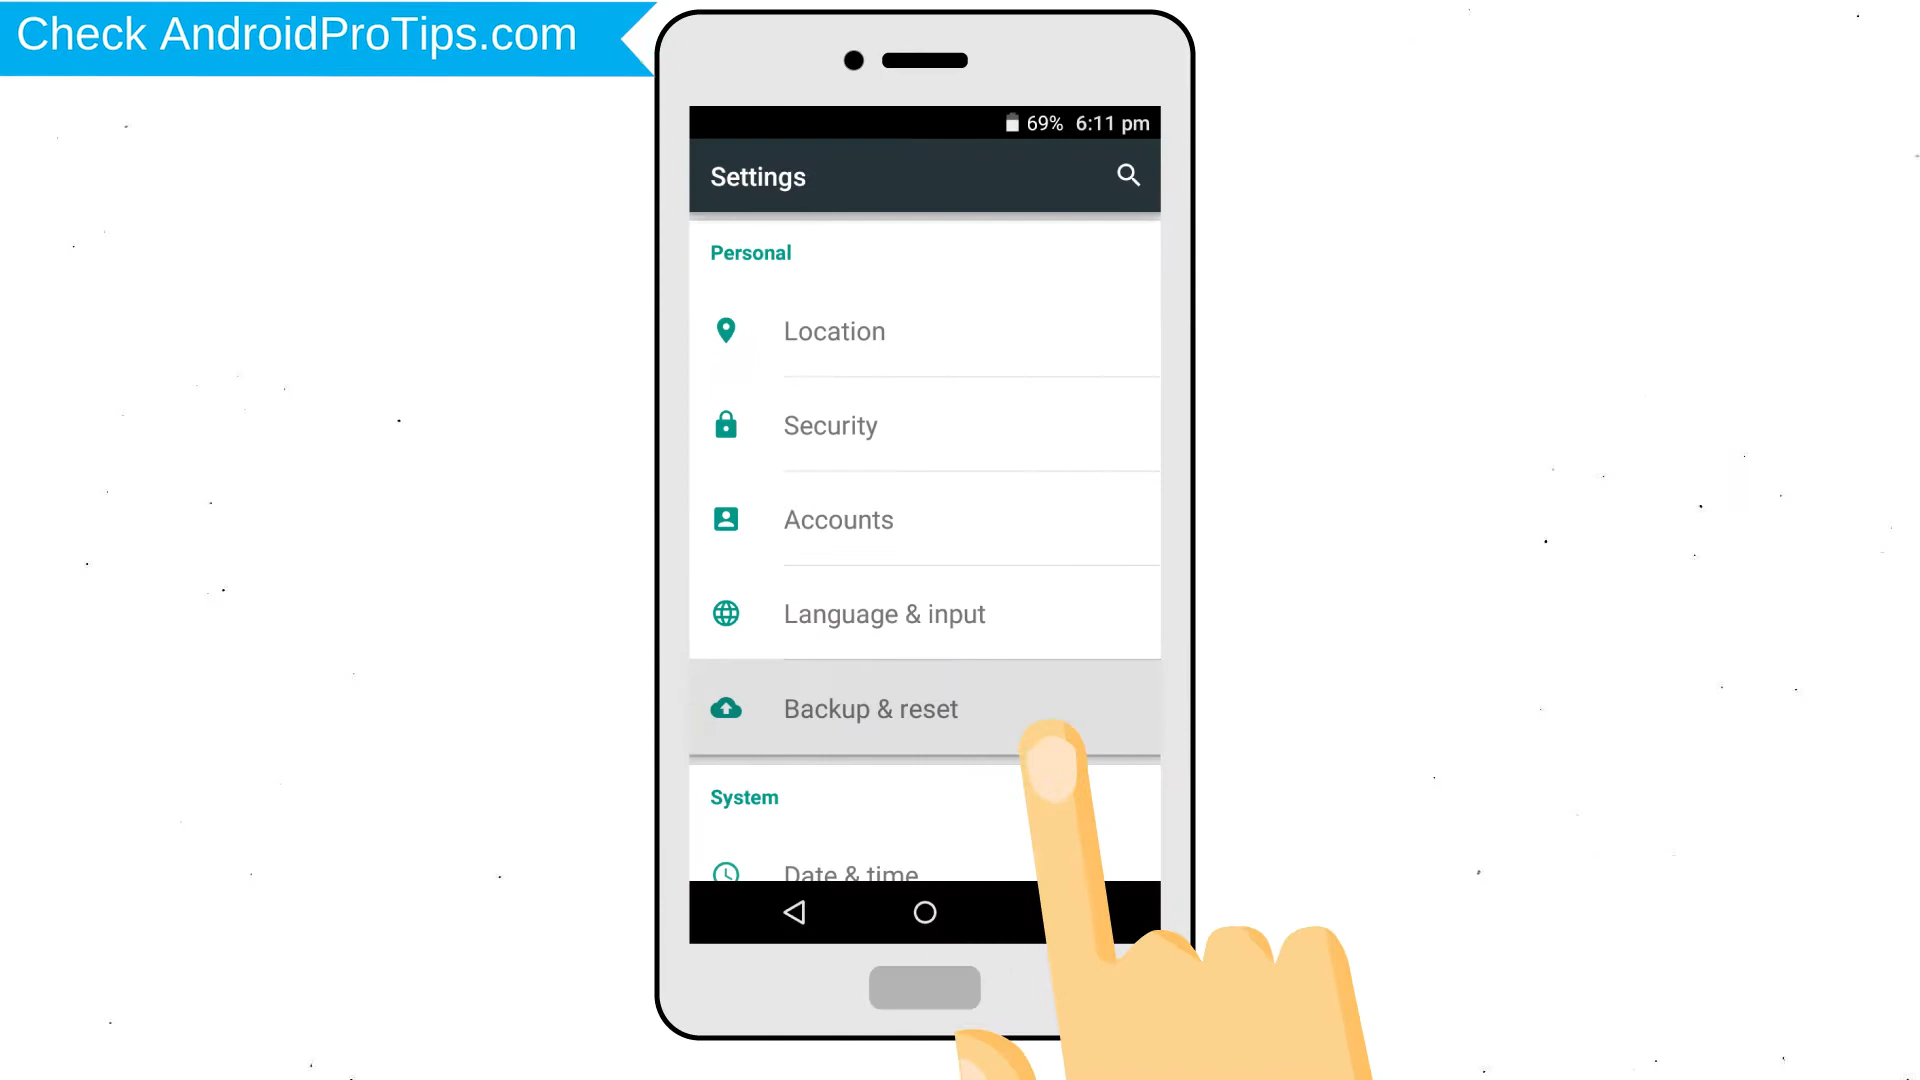 Check AndroidProTips.com
69% 6:11 pm
Settings
Personal
Location
Security
Accounts
Language & input
Backup & reset
System
Date & time